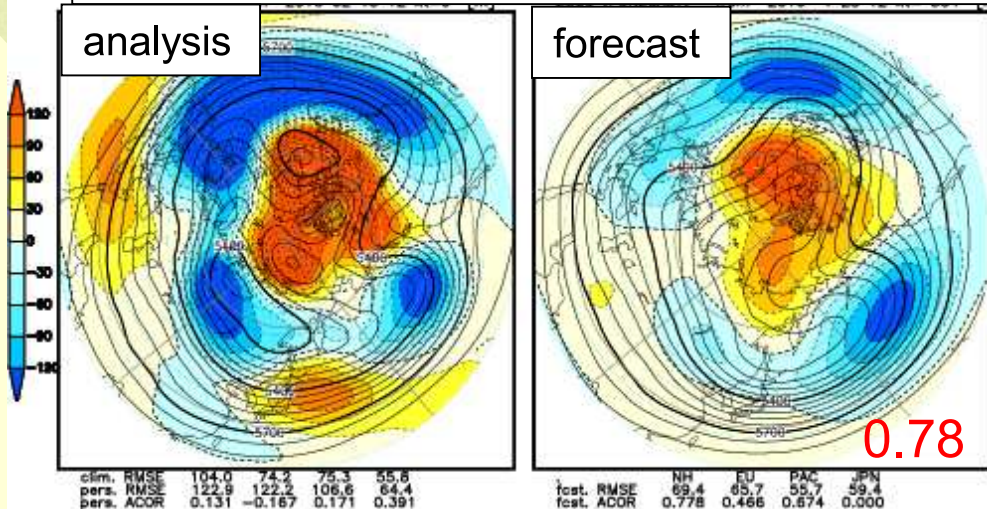 analysis
forecast
5700
120
90
60
30
0
-30
-60
-90
-120
5400
5400
5400
5700
5400
5700
0.78
clim. RMSE 104.0 74.2 75.3 55.8
pers. RMSE 122.9 122.2 106.6 64.4
pers. ACOR 0.131 -0.167 0.171 0.391
NH EU PAC JPN
fcst. RMSE 69.4 65.7 55.7 59.4
fcst. ACOR 0.778 0.466 0.674 0.000